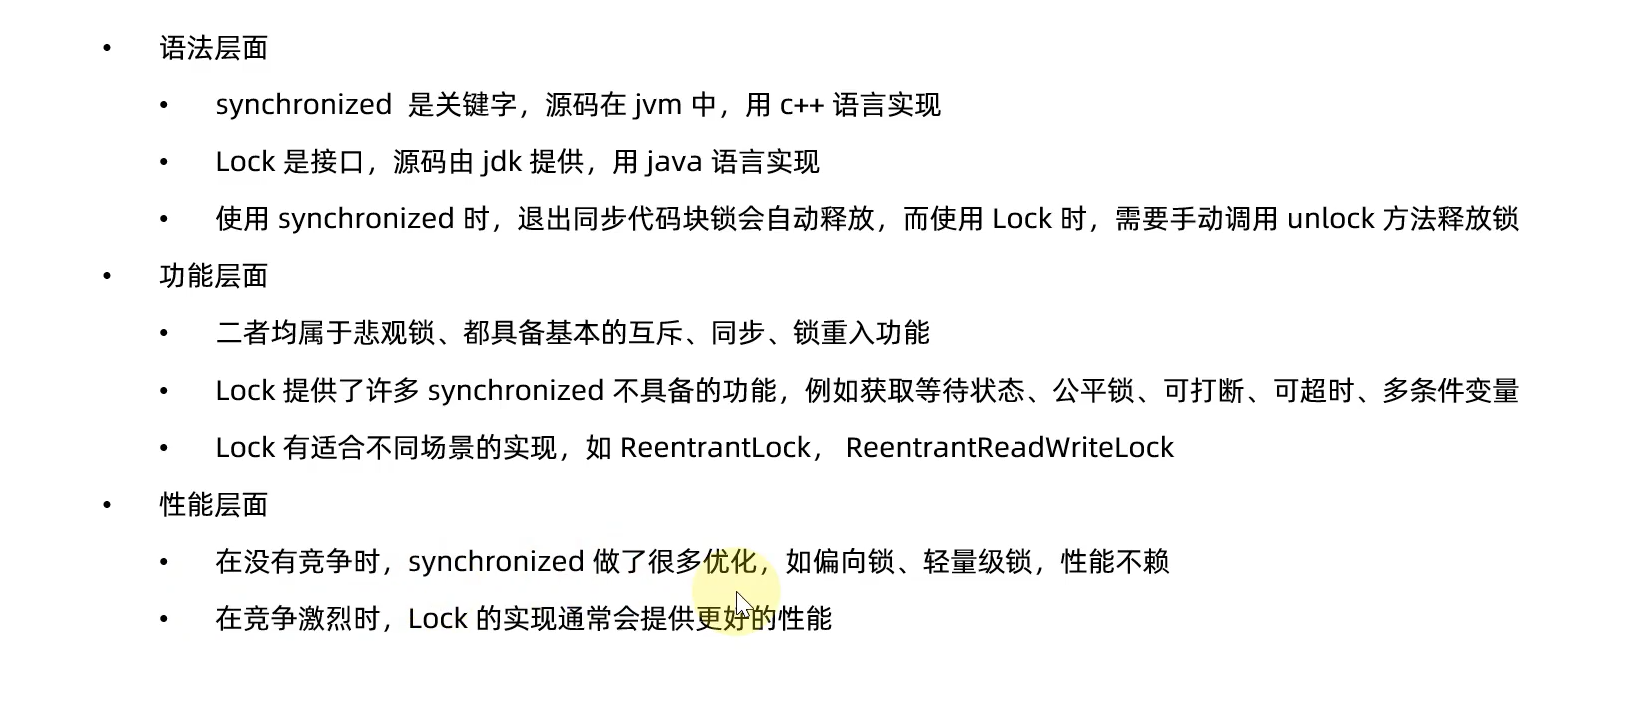 • 语法层面
• synchronized 是关键字，源码在 jvm 中，用 c++ 语言实现
• Lock 是接口，源码由 jdk 提供，用 java 语言实现
• 使用 synchronized 时，退出同步代码块锁会自动释放，而使用 Lock 时，需要手动调用 unlock 方法释放锁
• 功能层面
• 二者均属于悲观锁、都具备基本的互斥、同步、锁重入功能
• Lock 提供了许多 synchronized 不具备的功能，例如获取等待状态、公平锁、可打断、可超时、多条件变量
• Lock 有适合不同场景的实现，如 ReentrantLock， ReentrantReadWriteLock
• 性能层面
• 在没有竞争时，synchronized 做了很多优化，如偏向锁、轻量级锁，性能不赖
• 在竞争激烈时，Lock 的实现通常会提供更好的性能